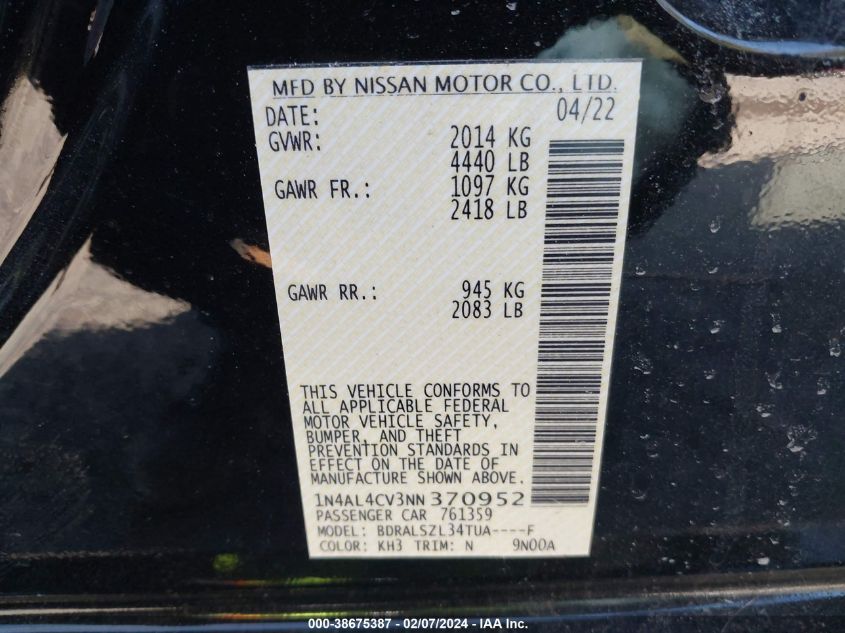 MFD BY NISSAN MOTOR CO., LTD.
DATE: 04/22
GVWR: 2014 KG
4440 LB
GAWR FR.: 1097 KG
2418 LB
GAWR RR.: 945 KG
2083 LB
THIS VEHICLE CONFORMS TO
ALL APPLICABLE FEDERAL
MOTOR VEHICLE SAFETY,
BUMPER, AND THEFT
PREVENTION STANDARDS IN
EFFECT ON THE DATE OF
MANUFACTURE SHOWN ABOVE.
1N4AL4CV3NN370952
PASSENGER CAR 761359
MODEL: BDRALSZL34TUA----F
COLOR: KH3 TRIM: N 9N00A
000-38675387 - 02/07/2024 - IAA Inc.